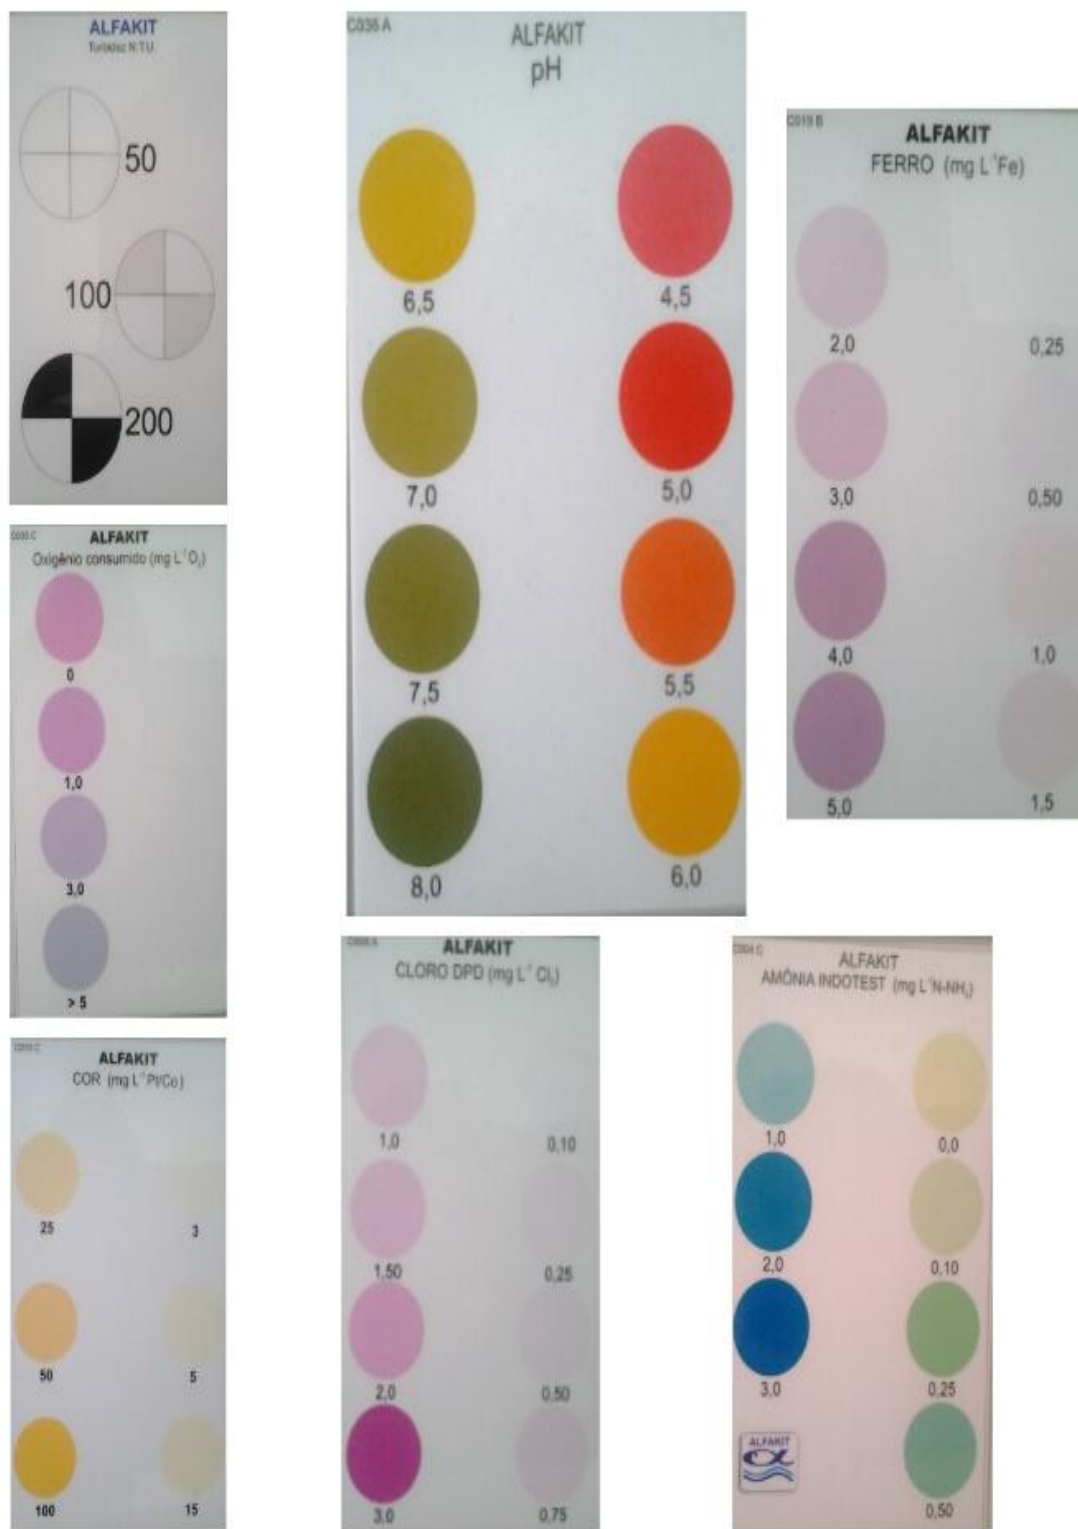 ALFAKIT
Turbidez N.T.U.
50
100
200
C036 A
ALFAKIT
pH
6,5
4,5
7,0
5,0
7,5
5,5
8,0
6,0
C019 B
ALFAKIT
FERRO (mg L⁻¹Fe)
2,0
0,25
3,0
0,50
4,0
1,0
5,0
1,5
ALFAKIT
Oxigênio consumido (mg L⁻¹ O₂)
0
1,0
3,0
> 5
ALFAKIT
COR (mg L⁻¹Pt/Co)
25
3
50
5
100
15
ALFAKIT
CLORO DPD (mg L⁻¹ Cl₂)
1,0
0,10
1,50
0,25
2,0
0,50
3,0
0,75
ALFAKIT
AMÔNIA INDOTEST (mg L⁻¹N-NH₃)
1,0
0,0
2,0
0,10
3,0
0,25
ALFAKIT
0,50